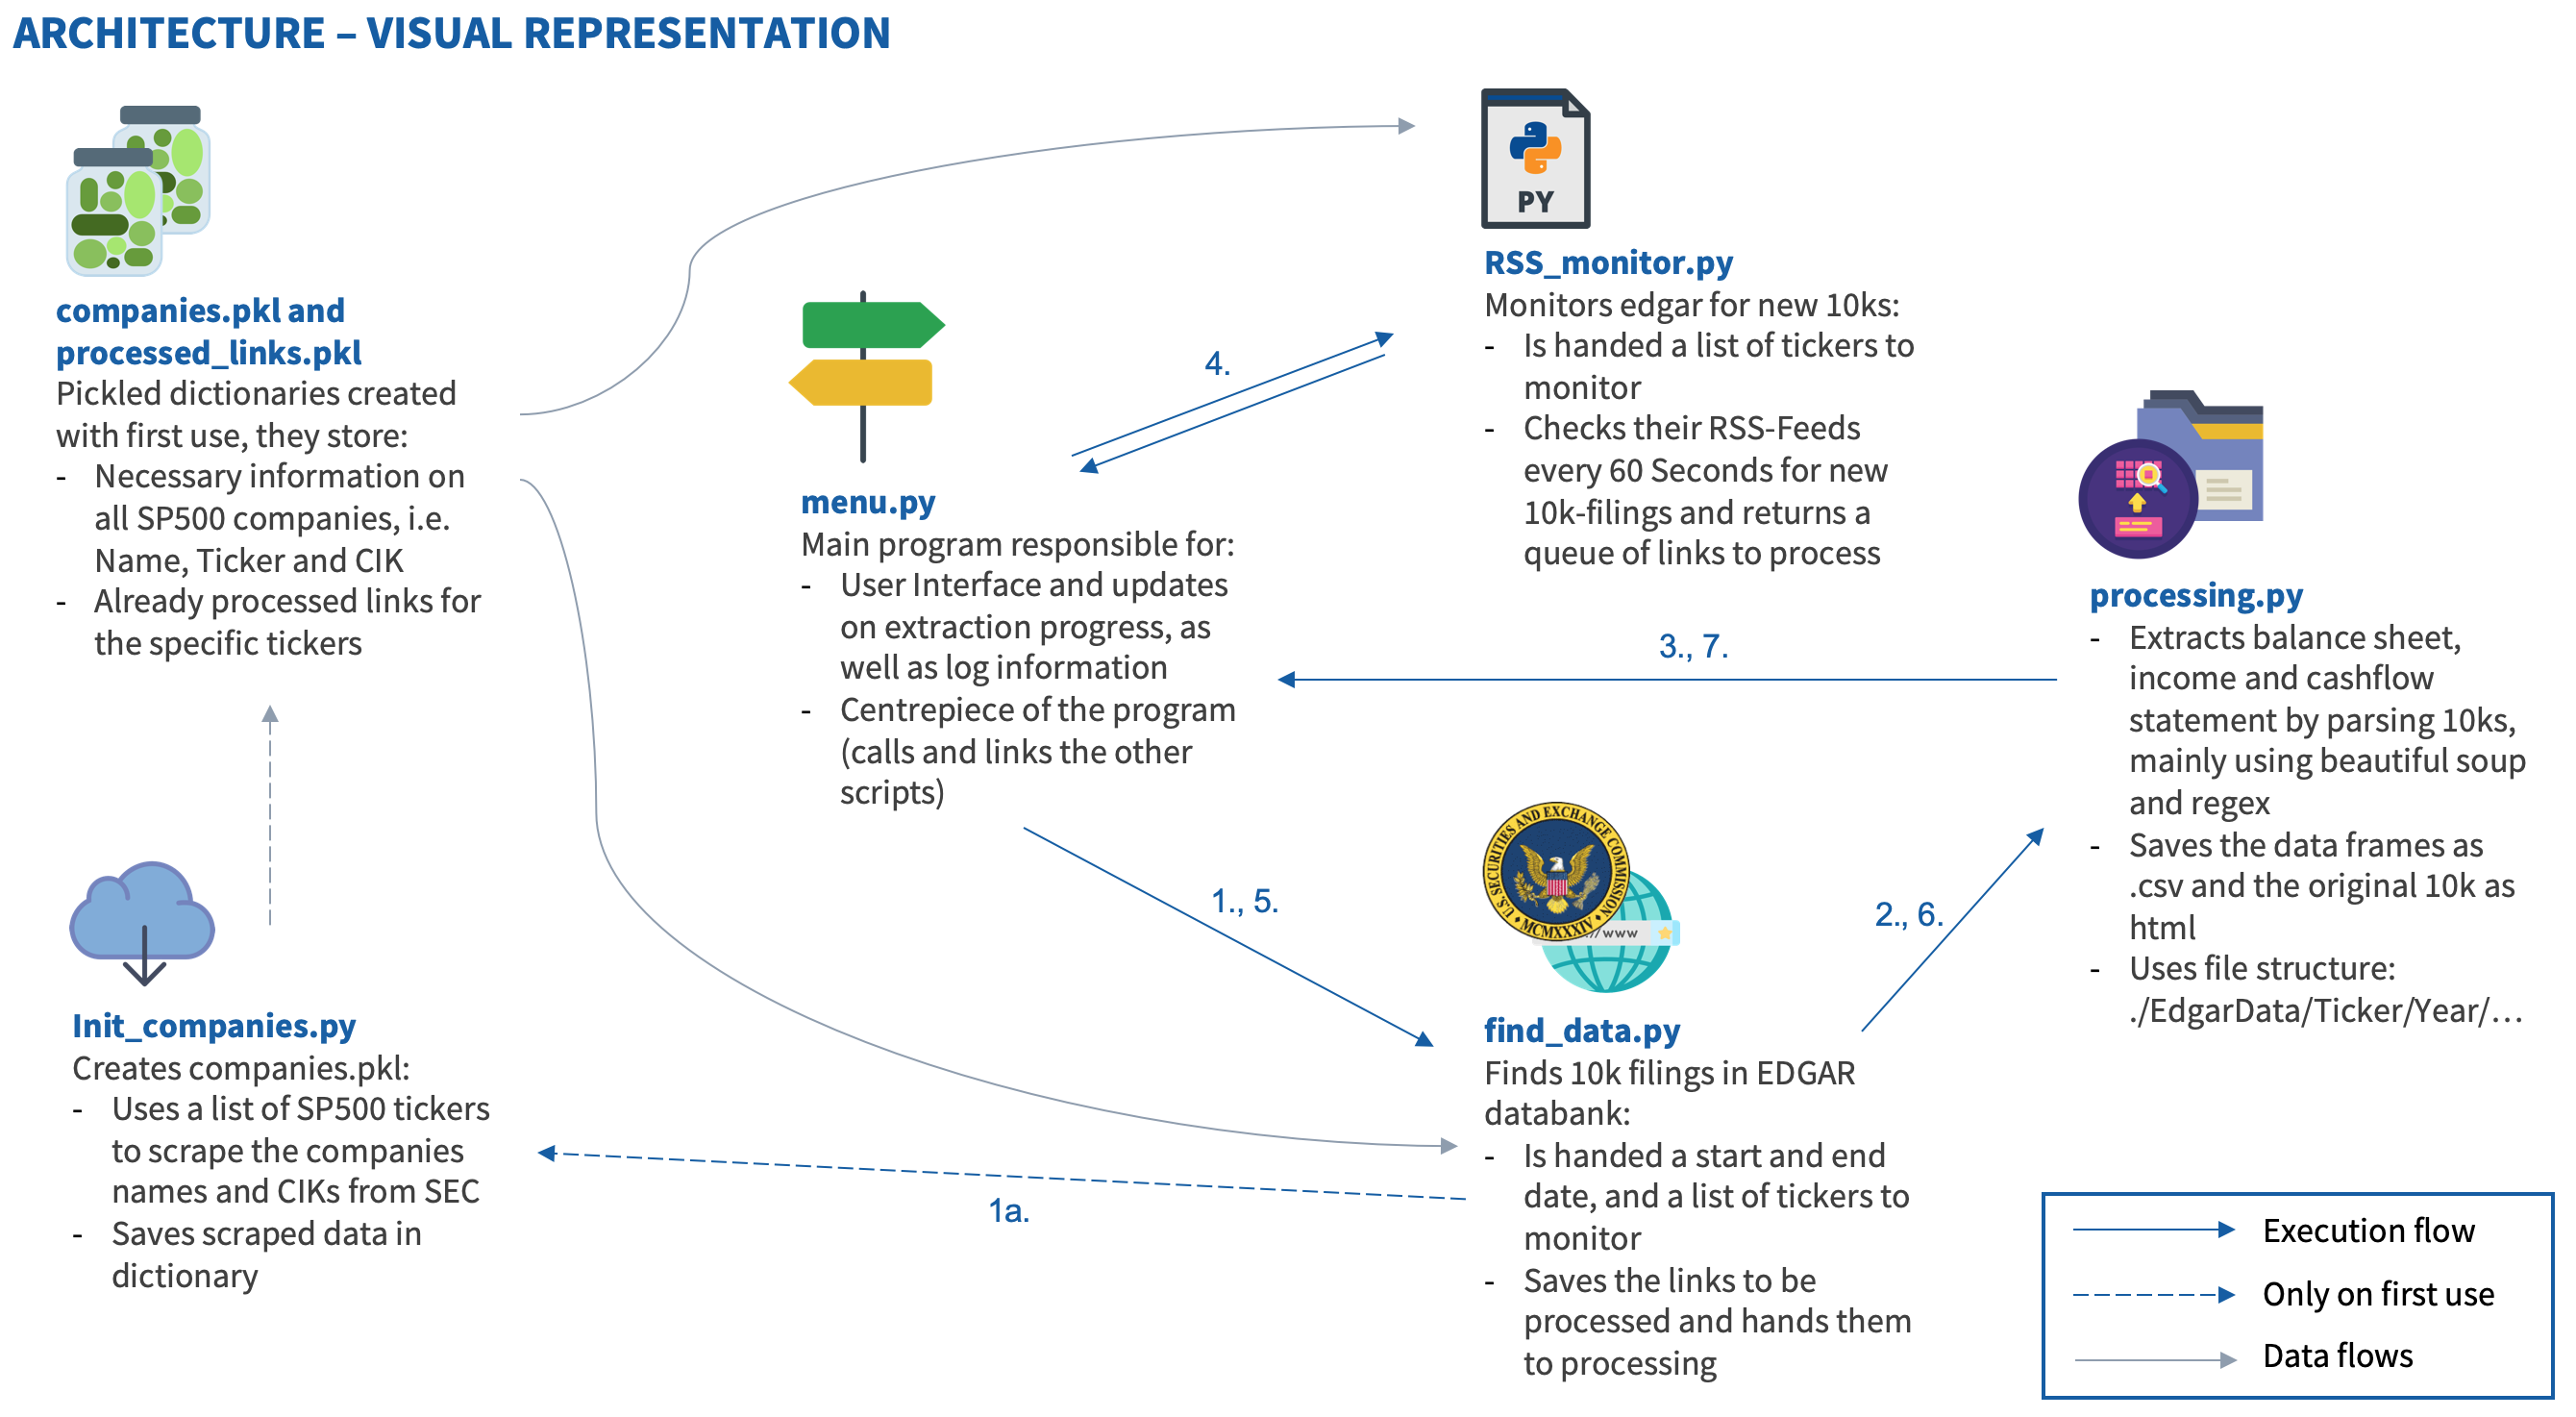 ARCHITECTURE – VISUAL REPRESENTATION
companies.pkl and
processed_links.pkl
Pickled dictionaries created
with first use, they store:
- Necessary information on
all SP500 companies, i.e.
Name, Ticker and CIK
- Already processed links for
the specific tickers
Init_companies.py
Creates companies.pkl:
- Uses a list of SP500 tickers
to scrape the companies
names and CIKs from SEC
- Saves scraped data in
dictionary
menu.py
Main program responsible for:
- User Interface and updates
on extraction progress, as
well as log information
- Centrepiece of the program
(calls and links the other
scripts)
4.
3., 7.
1., 5.
2., 6.
1a.
PY
RSS_monitor.py
Monitors edgar for new 10ks:
- Is handed a list of tickers to
monitor
- Checks their RSS-Feeds
every 60 Seconds for new
10k-filings and returns a
queue of links to process
U.S. SECURITIES AND EXCHANGE COMMISSION
MCMXXXIV
//www
find_data.py
Finds 10k filings in EDGAR
databank:
- Is handed a start and end
date, and a list of tickers to
monitor
- Saves the links to be
processed and hands them
to processing
processing.py
- Extracts balance sheet,
income and cashflow
statement by parsing 10ks,
mainly using beautiful soup
and regex
- Saves the data frames as
.csv and the original 10k as
html
- Uses file structure:
./EdgarData/Ticker/Year/…
Execution flow
Only on first use
Data flows